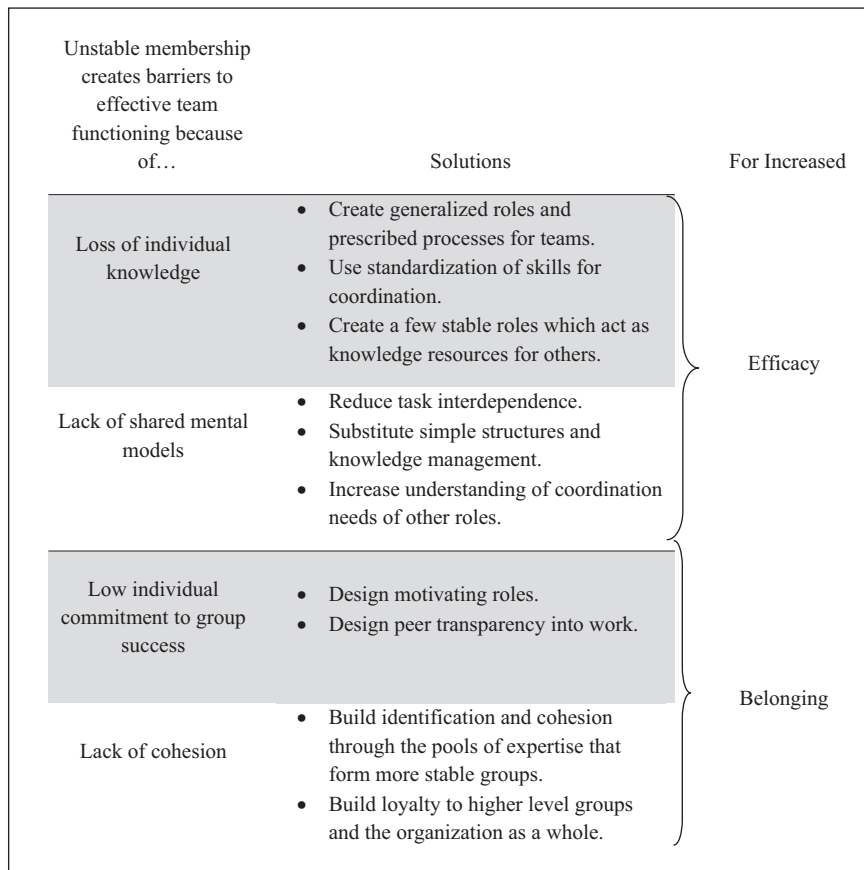 Unstable membership
creates barriers to
effective team
functioning because
of…
Solutions
For Increased
Loss of individual
knowledge
• Create generalized roles and
prescribed processes for teams.
• Use standardization of skills for
coordination.
• Create a few stable roles which act as
knowledge resources for others.
Efficacy
Lack of shared mental
models
• Reduce task interdependence.
• Substitute simple structures and
knowledge management.
• Increase understanding of coordination
needs of other roles.
Low individual
commitment to group
success
• Design motivating roles.
• Design peer transparency into work.
Belonging
Lack of cohesion
• Build identification and cohesion
through the pools of expertise that
form more stable groups.
• Build loyalty to higher level groups
and the organization as a whole.